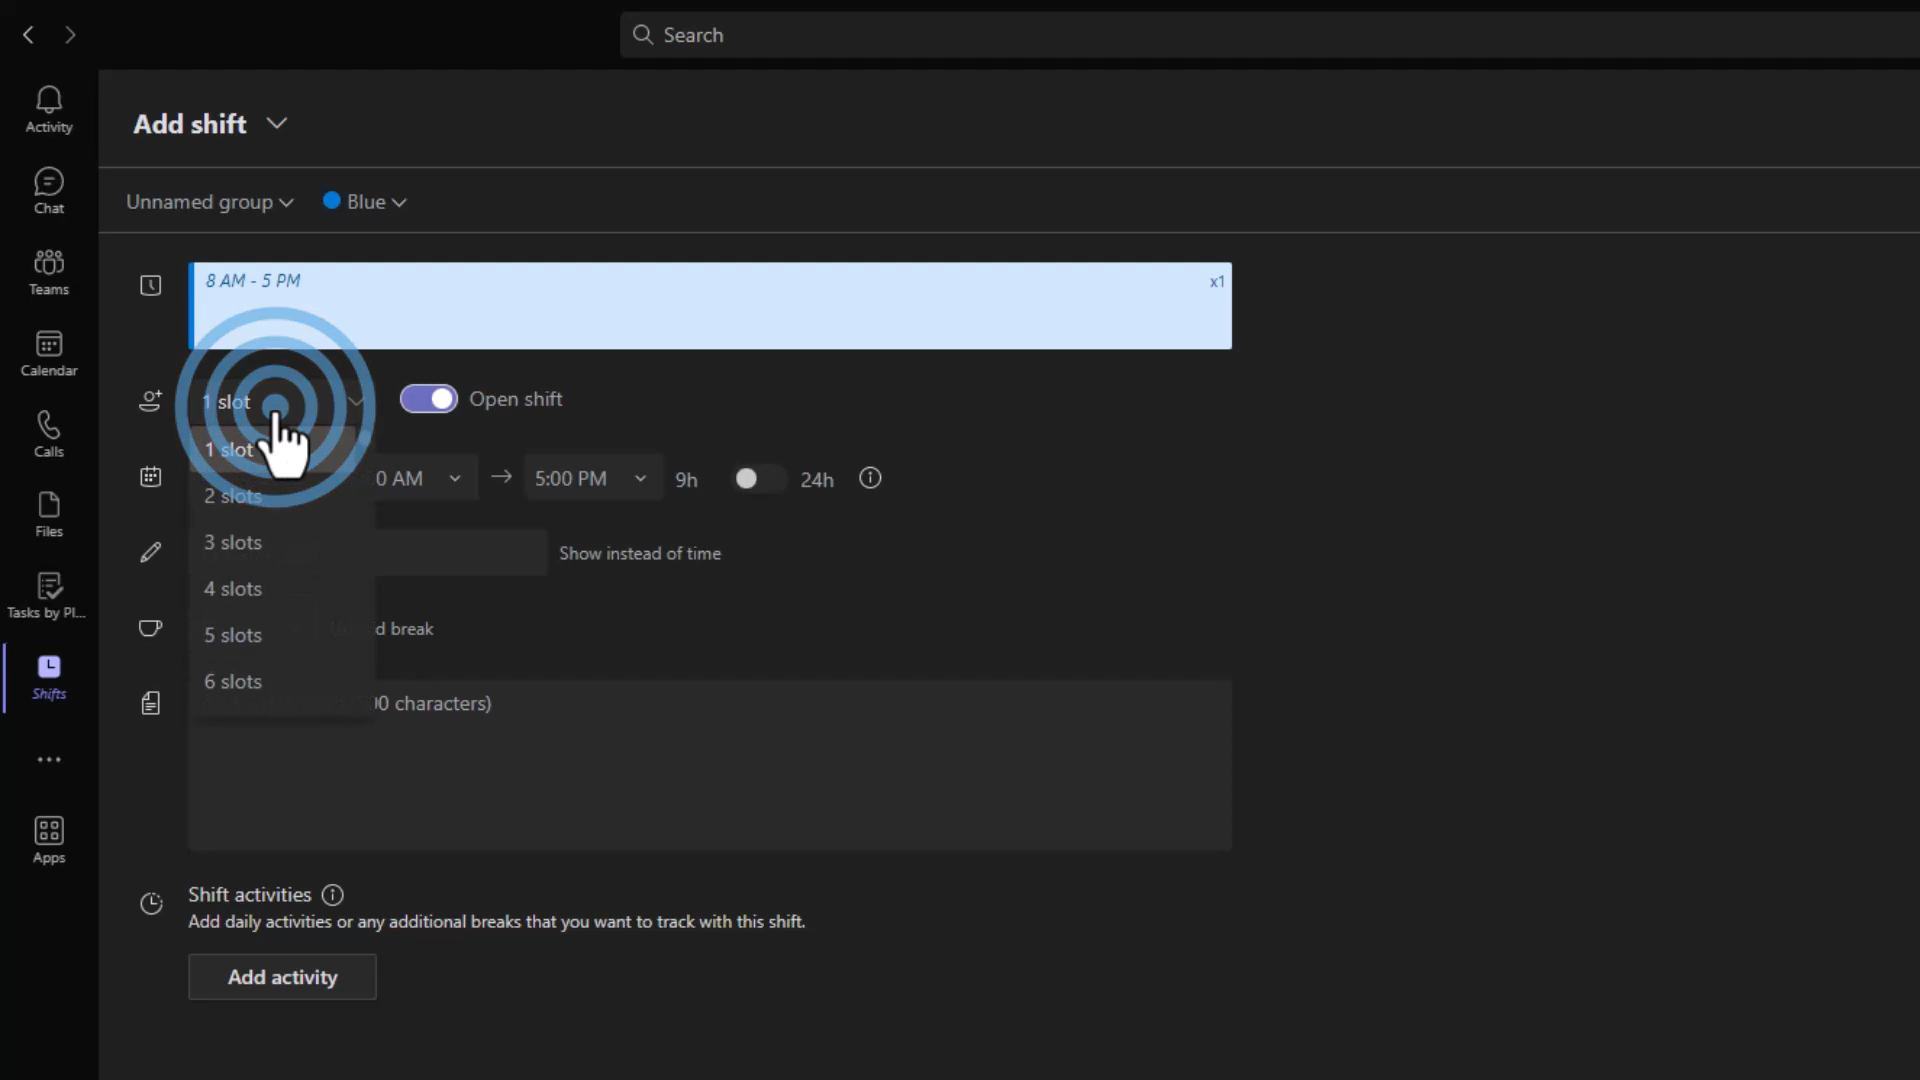 Search
Activity
Chat
Teams
Calendar
Calls
Files
Tasks by Pl...
Shifts
Apps
Add shift
Unnamed group
Blue
8 AM - 5 PM
x1
1 slot
Open shift
1 slot
2 slots
3 slots
4 slots
5 slots
6 slots
0 AM → 5:00 PM 9h 24h
Show instead of time
d break
00 characters)
Shift activities
Add daily activities or any additional breaks that you want to track with this shift.
Add activity